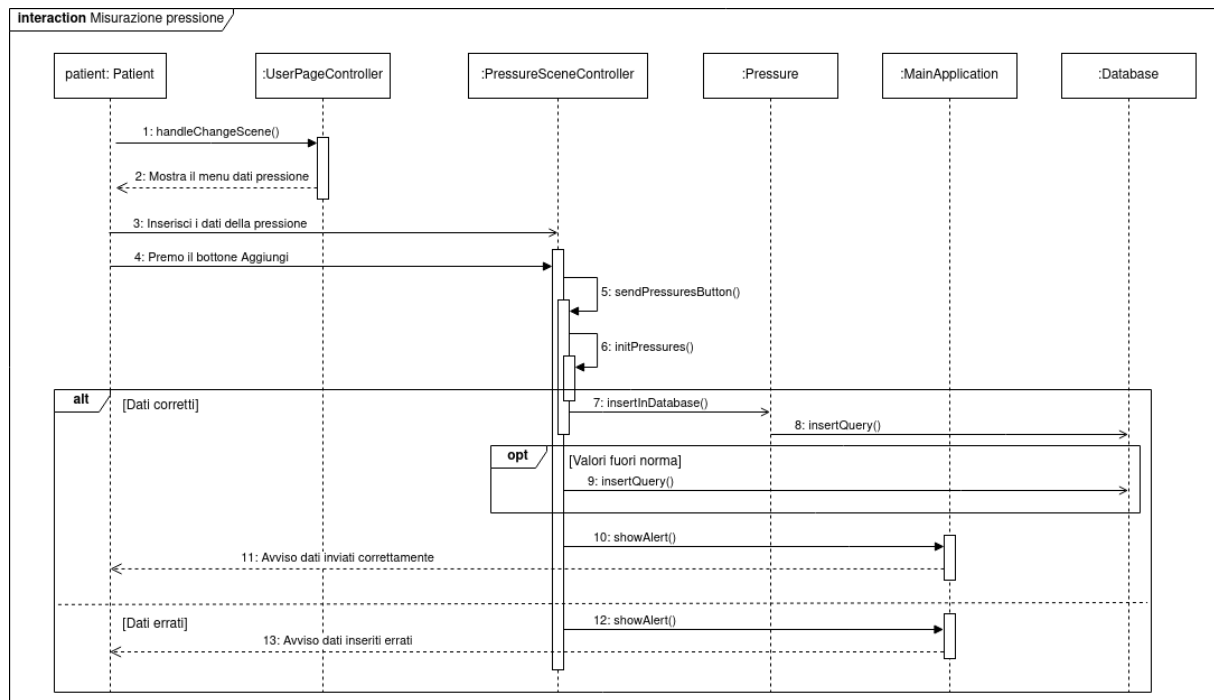 interaction Misurazione pressione
patient: Patient
:UserPageController
:PressureSceneController
:Pressure
:MainApplication
:Database
1: handleChangeScene()
2: Mostra il menu dati pressione
3: Inserisci i dati della pressione
4: Premo il bottone Aggiungi
5: sendPressuresButton()
6: initPressures()
alt
[Dati corretti]
7: insertInDatabase()
8: insertQuery()
opt
[Valori fuori norma]
9: insertQuery()
10: showAlert()
11: Avviso dati inviati correttamente
[Dati errati]
12: showAlert()
13: Avviso dati inseriti errati